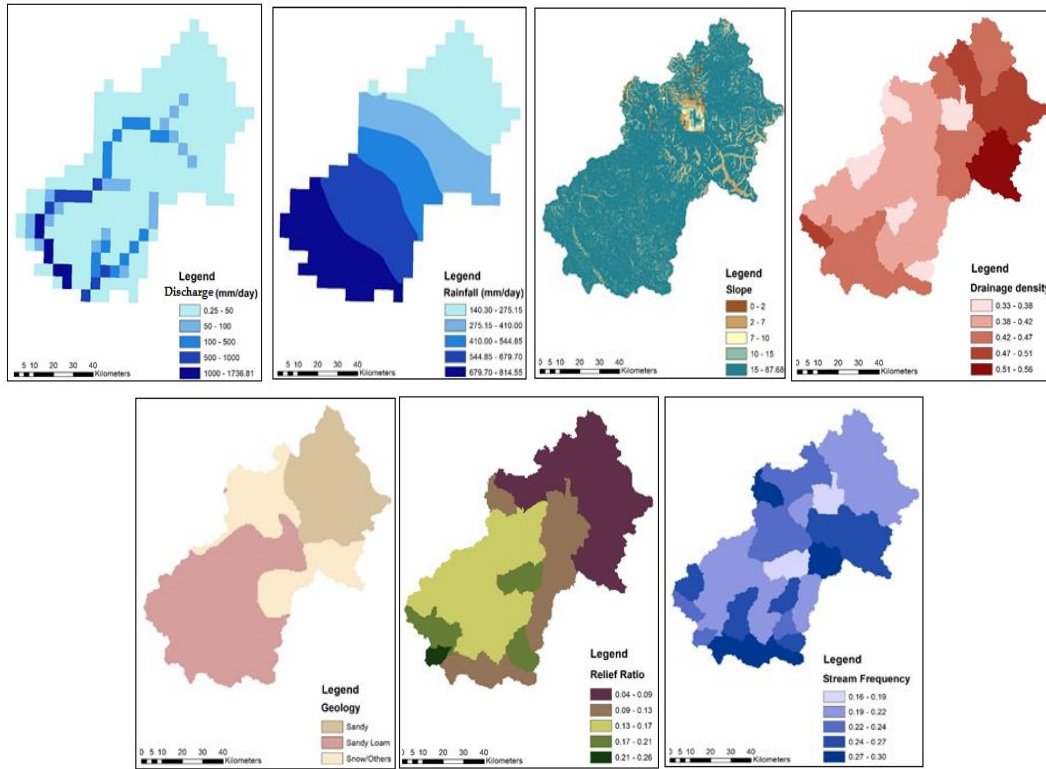 Legend
Discharge (mm/day)
0.25 - 50
50 - 100
100 - 500
500 - 1000
1000 - 1736.81
0 5 10 20 30 40
Kilometers
Legend
Rainfall (mm/day)
140.30 - 275.15
275.15 - 410.00
410.00 - 544.85
544.85 - 679.70
679.70 - 814.55
0 5 10 20 30 40
Kilometers
Legend
Slope
0 - 2
2 - 7
7 - 10
10 - 15
15 - 87.68
0 5 10 20 30 40
Kilometers
Legend
Drainage density
0.33 - 0.38
0.38 - 0.42
0.42 - 0.47
0.47 - 0.51
0.51 - 0.56
0 5 10 20 30 40
Kilometers
Legend
Geology
Sandy
Sandy Loam
Snow/Others
0 5 10 20 30 40
Kilometers
Legend
Relief Ratio
0.04 - 0.09
0.09 - 0.13
0.13 - 0.17
0.17 - 0.21
0.21 - 0.26
0 5 10 20 30 40
Kilometers
Legend
Stream Frequency
0.16 - 0.19
0.19 - 0.22
0.22 - 0.24
0.24 - 0.27
0.27 - 0.30
0 5 10 20 30 40
Kilometers